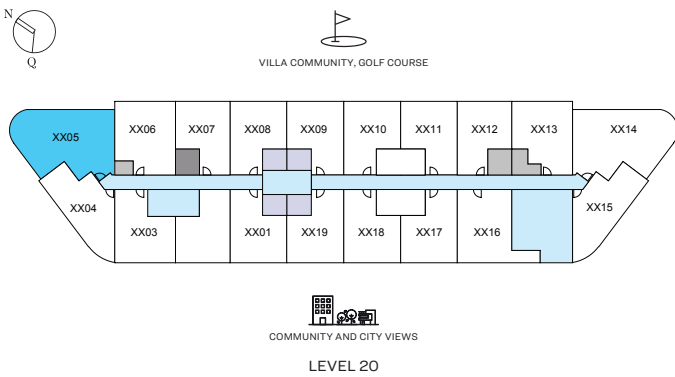 N
Q
VILLA COMMUNITY, GOLF COURSE
XX05
XX06
XX07
XX08
XX09
XX10
XX11
XX12
XX13
XX14
XX04
XX03
XX01
XX19
XX18
XX17
XX16
XX15
COMMUNITY AND CITY VIEWS
LEVEL 20